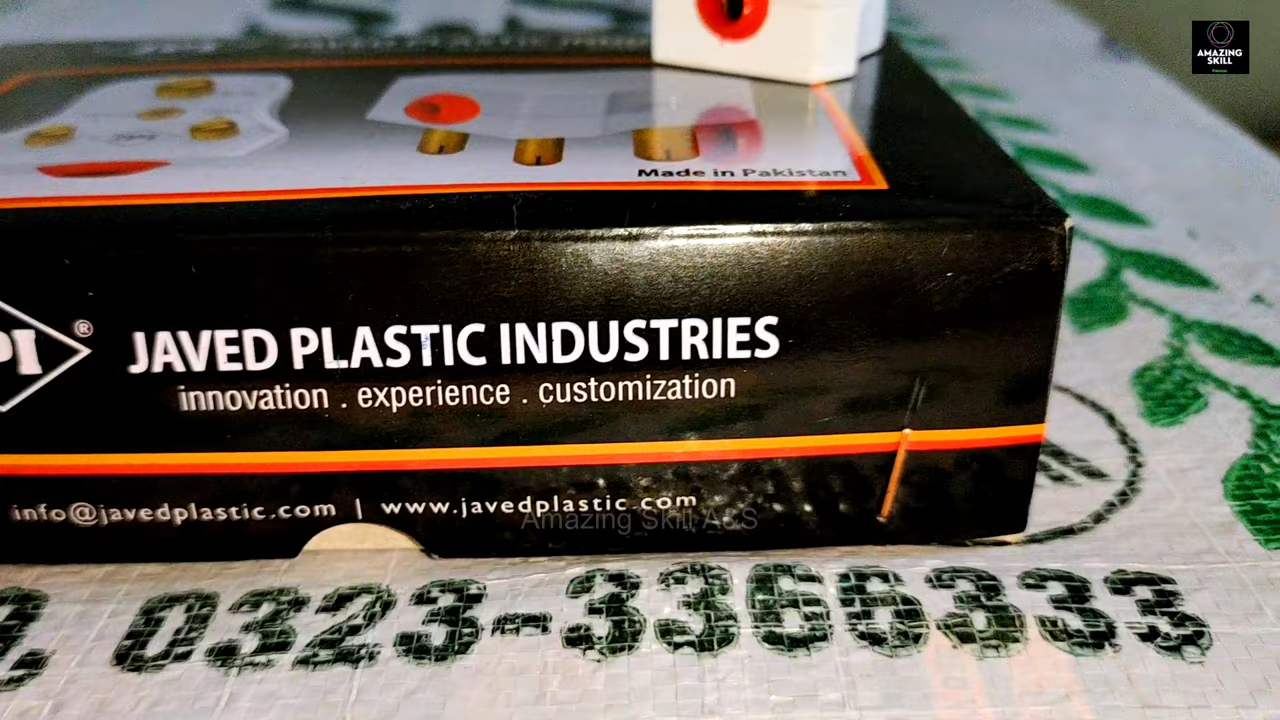 AMAZING
SKILL
Made in Pakistan
PI ®
JAVED PLASTIC INDUSTRIES
innovation . experience . customization
info@javedplastic.com | www.javedplastic.com
Amazing Skill A&S
0323-3366333